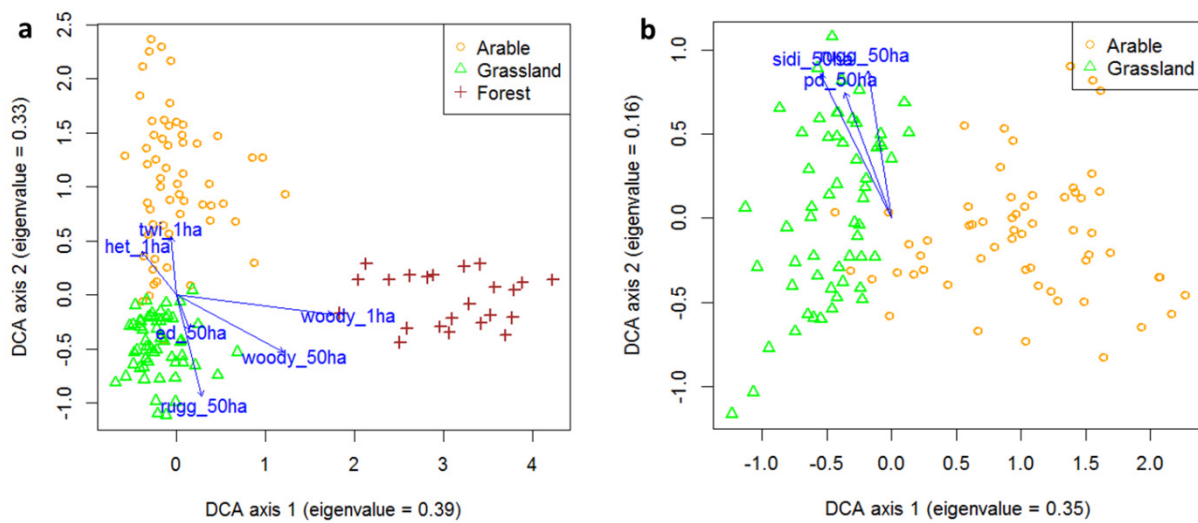 a
Arable
Grassland
Forest
twi_1ha
het_1ha
woody_1ha
ed_50ha
woody_50ha
rugg_50ha
DCA axis 2 (eigenvalue = 0.33)
2.5
2.0
1.5
1.0
0.5
0.0
-0.5
-1.0
0 1 2 3 4
DCA axis 1 (eigenvalue = 0.39)
b
Arable
Grassland
sidi_50ha
rugg_50ha
pd_50ha
DCA axis 2 (eigenvalue = 0.16)
1.0
0.5
0.0
-0.5
-1.0
-1.0 -0.5 0.0 0.5 1.0 1.5 2.0
DCA axis 1 (eigenvalue = 0.35)